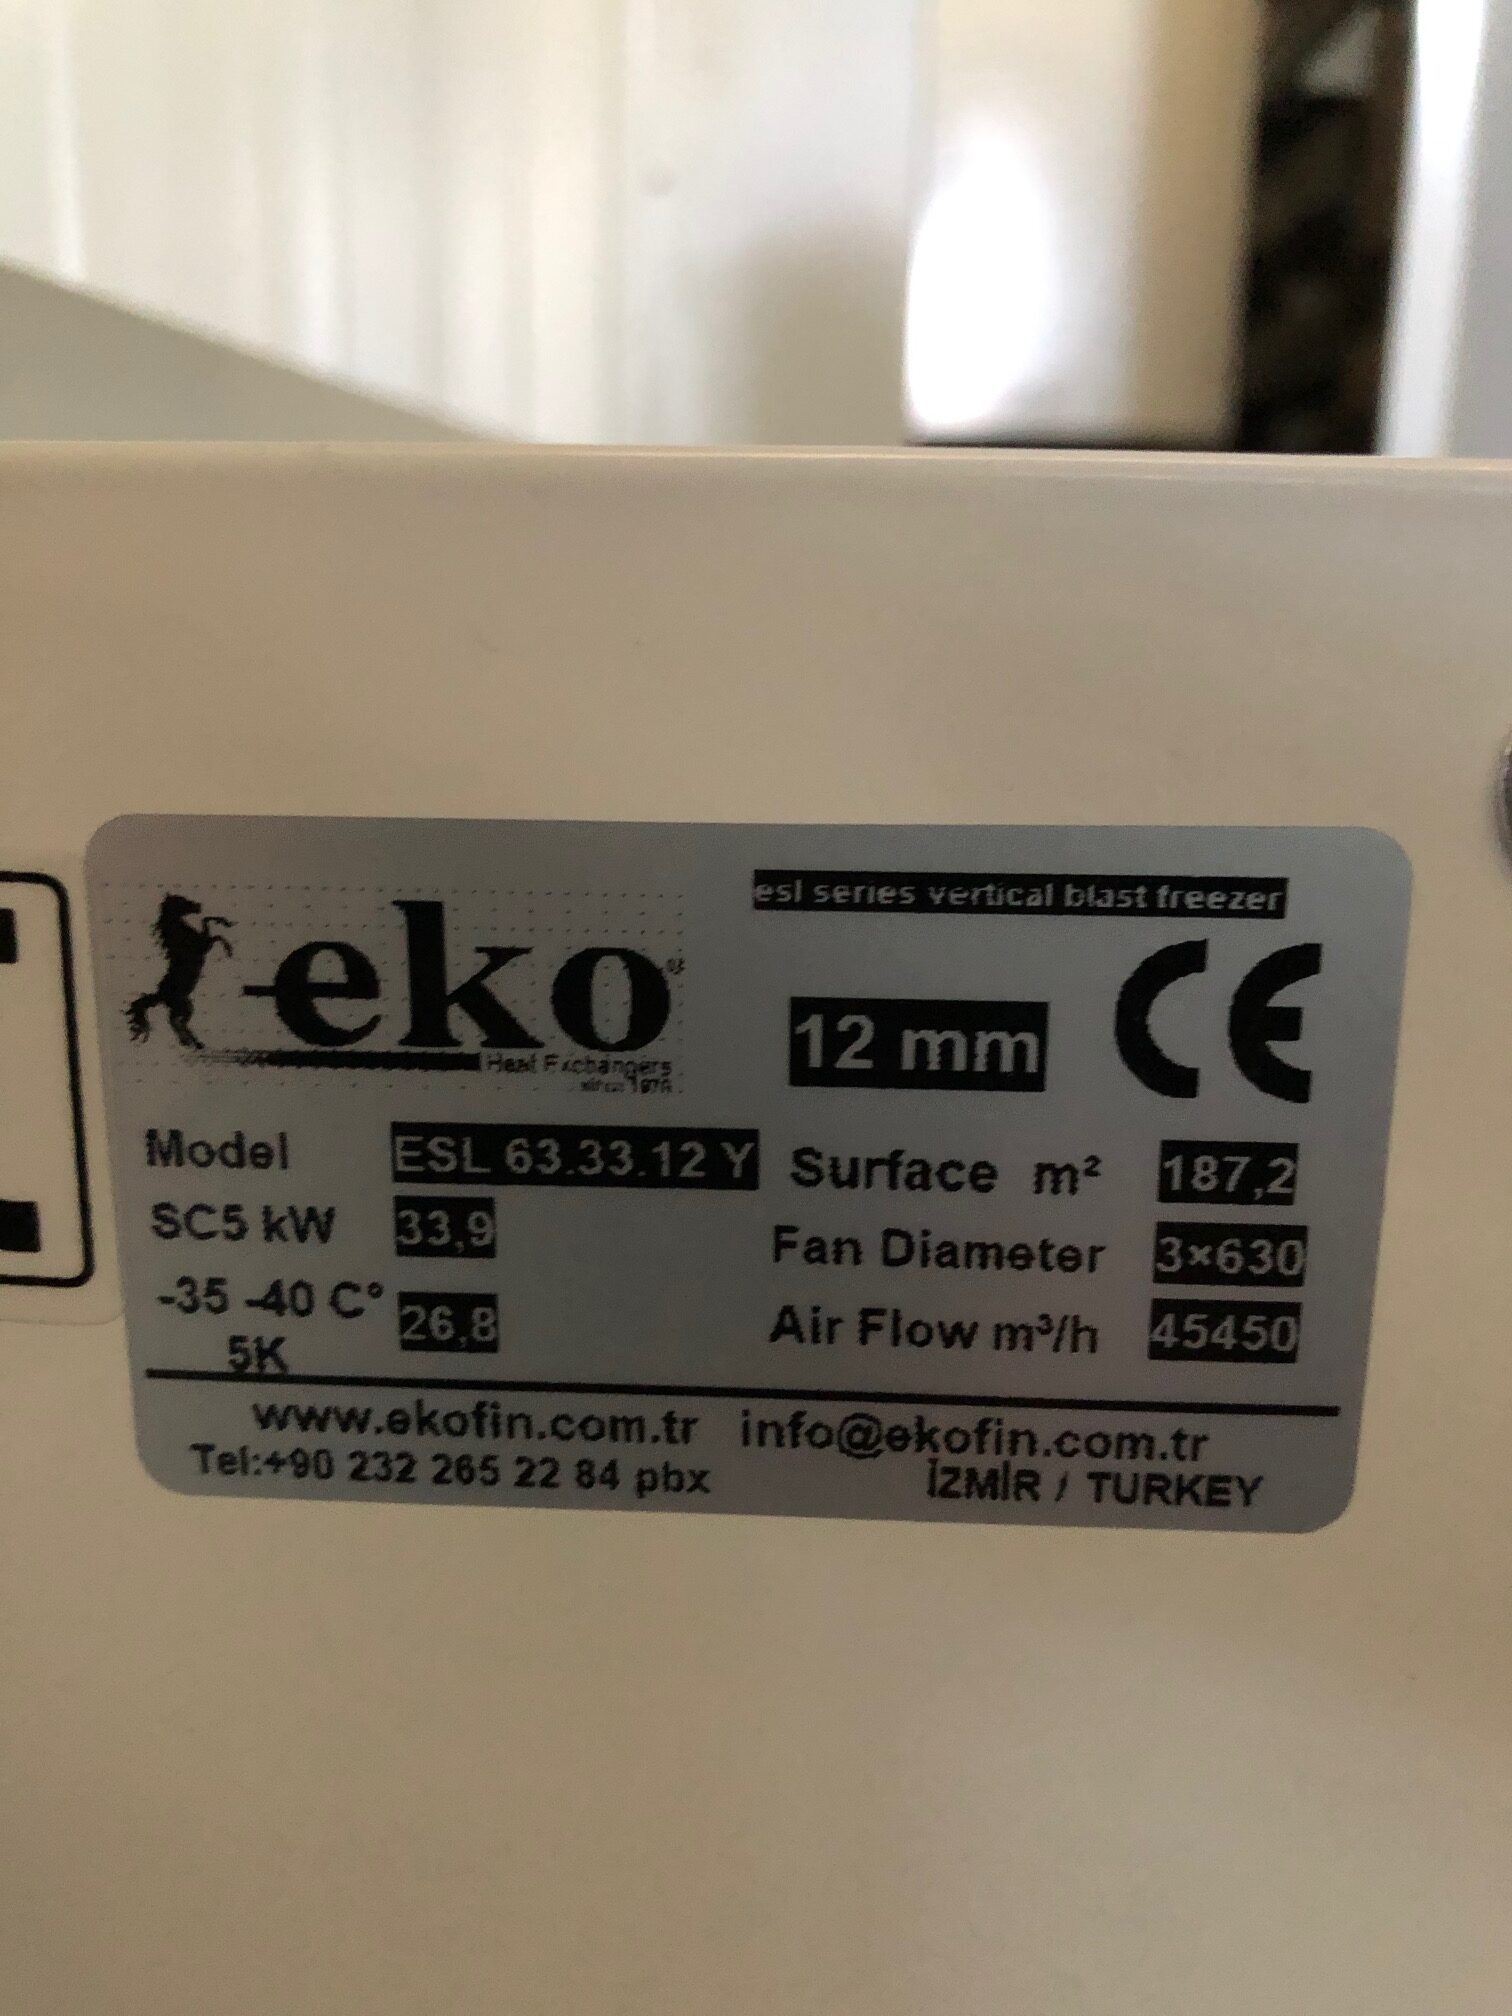 esl series vertical blast freezer
eko
Heat Exchangers
12 mm
CE
Model ESL 63.33.12 Y
Surface m² 187,2
SC5 kW 33,9
Fan Diameter 3×630
-35 -40 C° 26,8
5K
Air Flow m³/h 45450
www.ekofin.com.tr info@ekofin.com.tr
Tel:+90 232 265 22 84 pbx
İZMİR / TURKEY